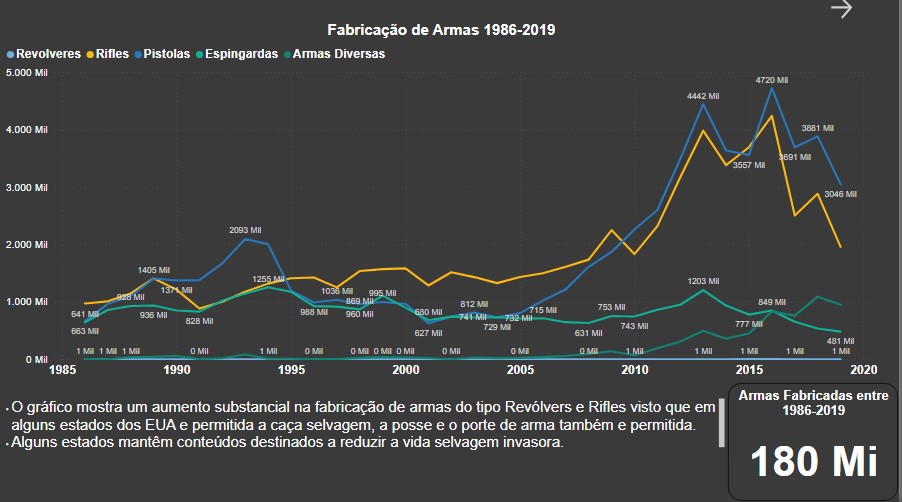 Fabricação de Armas 1986-2019
Revolveres Rifles Pistolas Espingardas Armas Diversas
5.000 Mil
4.000 Mil
3.000 Mil
2.000 Mil
1.000 Mil
0 Mil
4720 Mil
4442 Mil
3881 Mil
3557 Mil
3691 Mil
3046 Mil
2093 Mil
1405 Mil
1371 Mil
1255 Mil
1203 Mil
1036 Mil
995 Mil
988 Mil
869 Mil
960 Mil
928 Mil
936 Mil
828 Mil
641 Mil
663 Mil
680 Mil
627 Mil
812 Mil
741 Mil
729 Mil
732 Mil
715 Mil
631 Mil
753 Mil
743 Mil
777 Mil
849 Mil
481 Mil
1 Mil 1 Mil 1 Mil 0 Mil 1 Mil 0 Mil 0 Mil 0 Mil 0 Mil 0 Mil 0 Mil 0 Mil 1 Mil 1 Mil 1 Mil 1 Mil 1 Mil
1985 1990 1995 2000 2005 2010 2015 2020
O gráfico mostra um aumento substancial na fabricação de armas do tipo Revólvers e Rifles visto que em
alguns estados dos EUA e permitida a caça selvagem, a posse e o porte de arma também e permitida.
Alguns estados mantêm conteúdos destinados a reduzir a vida selvagem invasora.
Armas Fabricadas entre
1986-2019
180 Mi